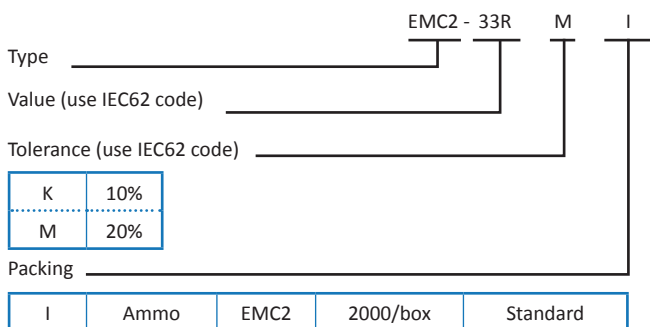 EMC2 - 33R M I
Type
Value (use IEC62 code)
Tolerance (use IEC62 code)
K 10%
M 20%
Packing
I Ammo EMC2 2000/box Standard